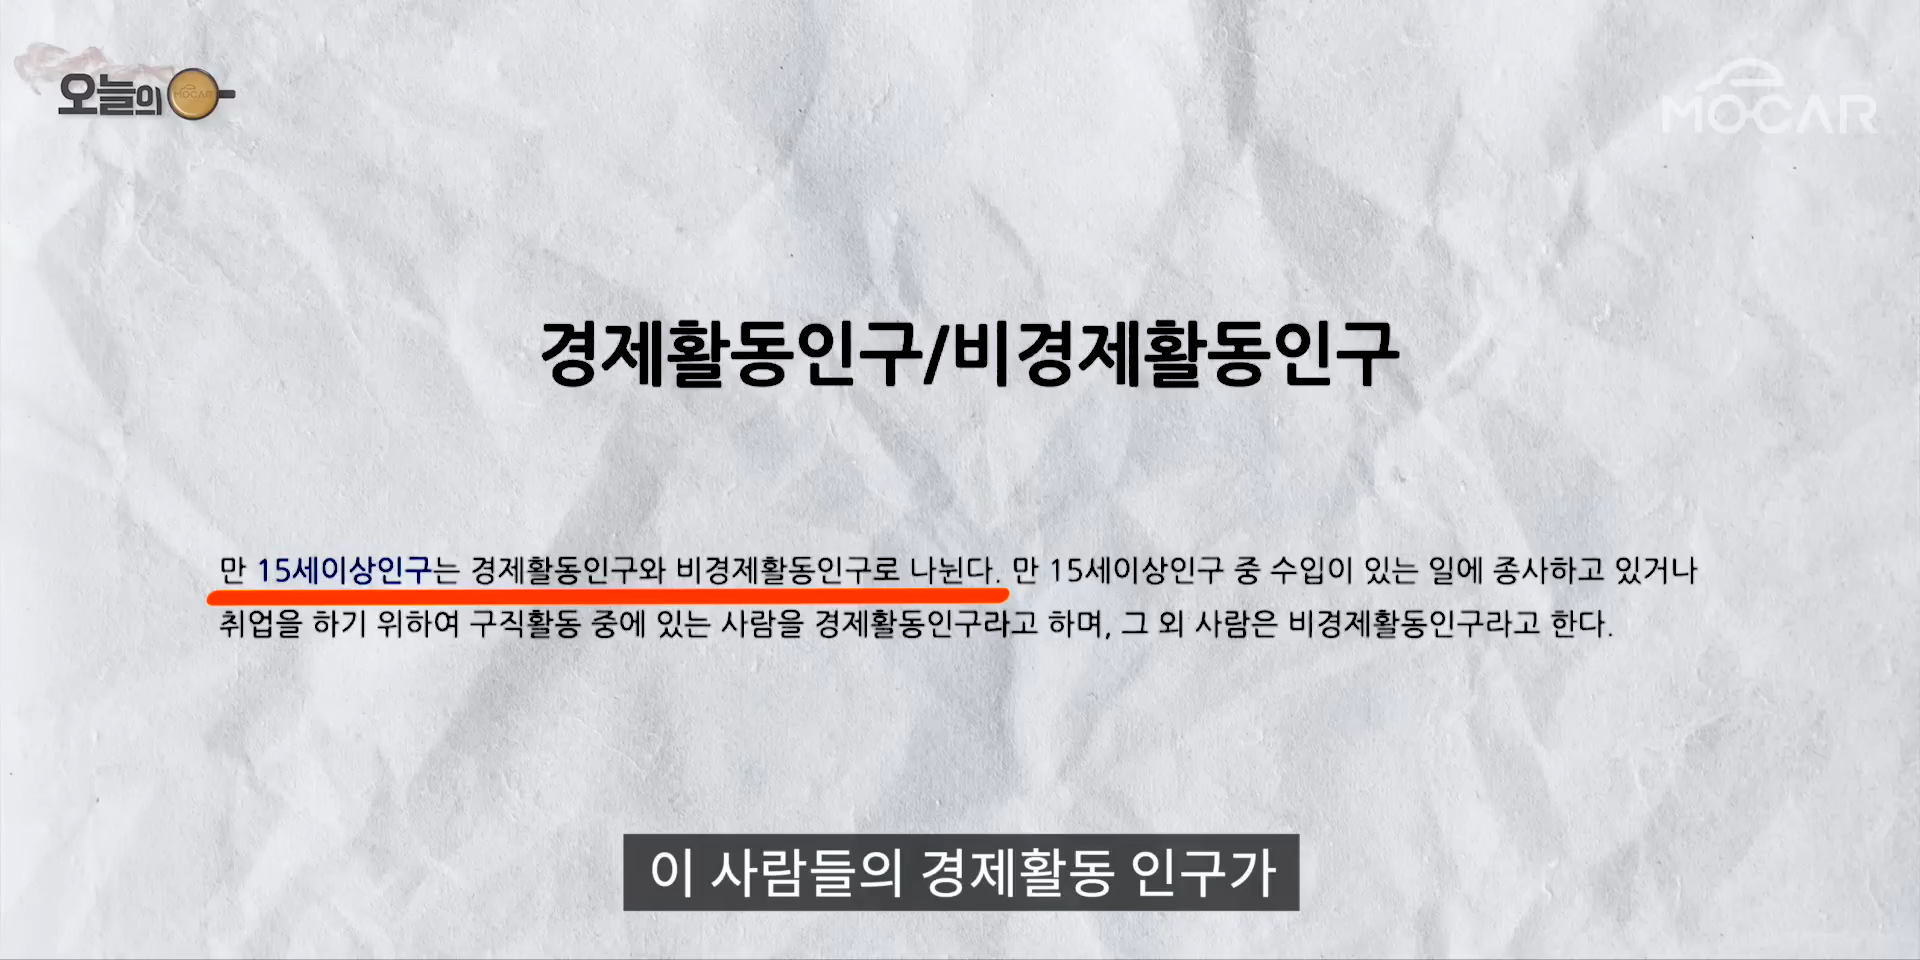 오늘의
MOCAR
MOCAR
경제활동인구/비경제활동인구
만 15세이상인구는 경제활동인구와 비경제활동인구로 나뉜다. 만 15세이상인구 중 수입이 있는 일에 종사하고 있거나
취업을 하기 위하여 구직활동 중에 있는 사람을 경제활동인구라고 하며, 그 외 사람은 비경제활동인구라고 한다.
이 사람들의 경제활동 인구가